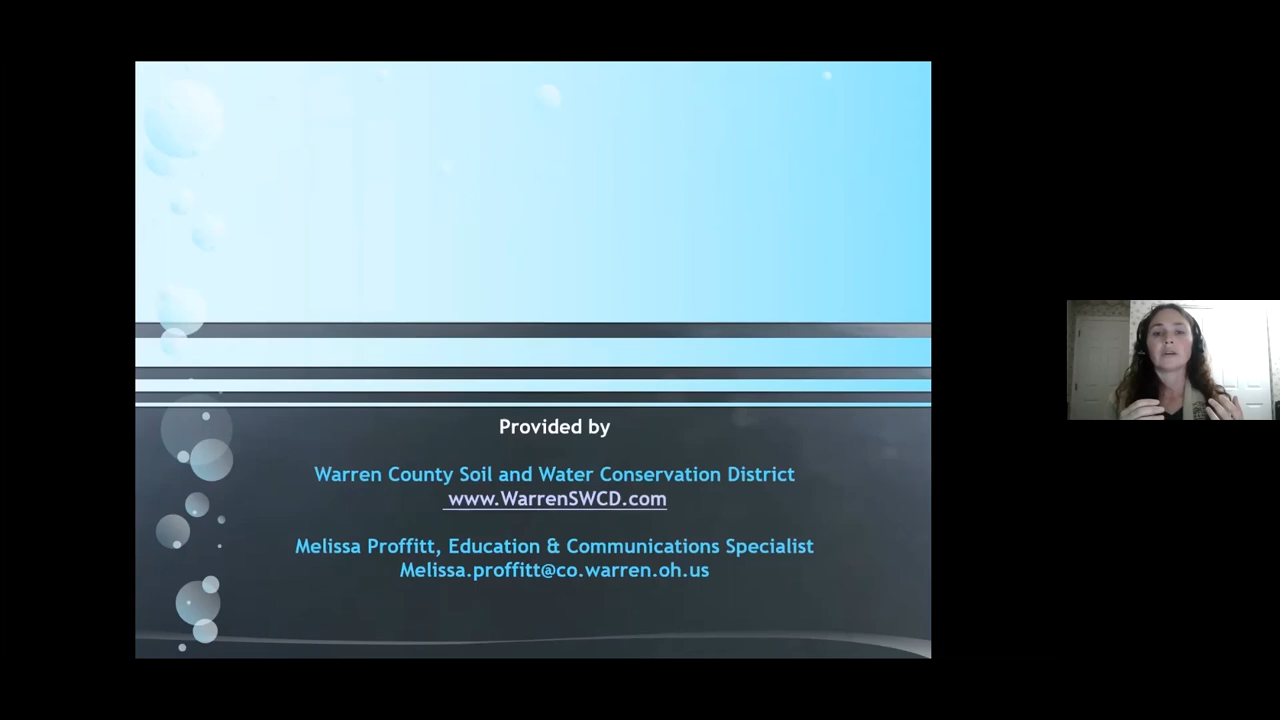 Provided by
Warren County Soil and Water Conservation District
www.WarrenSWCD.com
Melissa Proffitt, Education & Communications Specialist
Melissa.proffitt@co.warren.oh.us